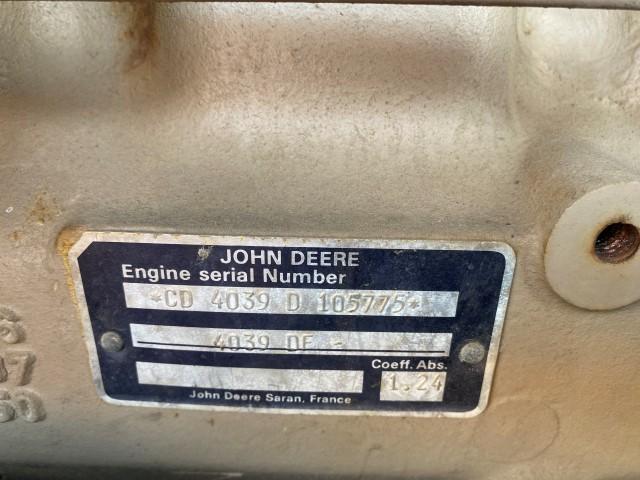 JOHN DEERE
Engine serial Number
*CD 4039 D 105775*
4039 DF -
Coeff. Abs.
1.24
John Deere Saran, France